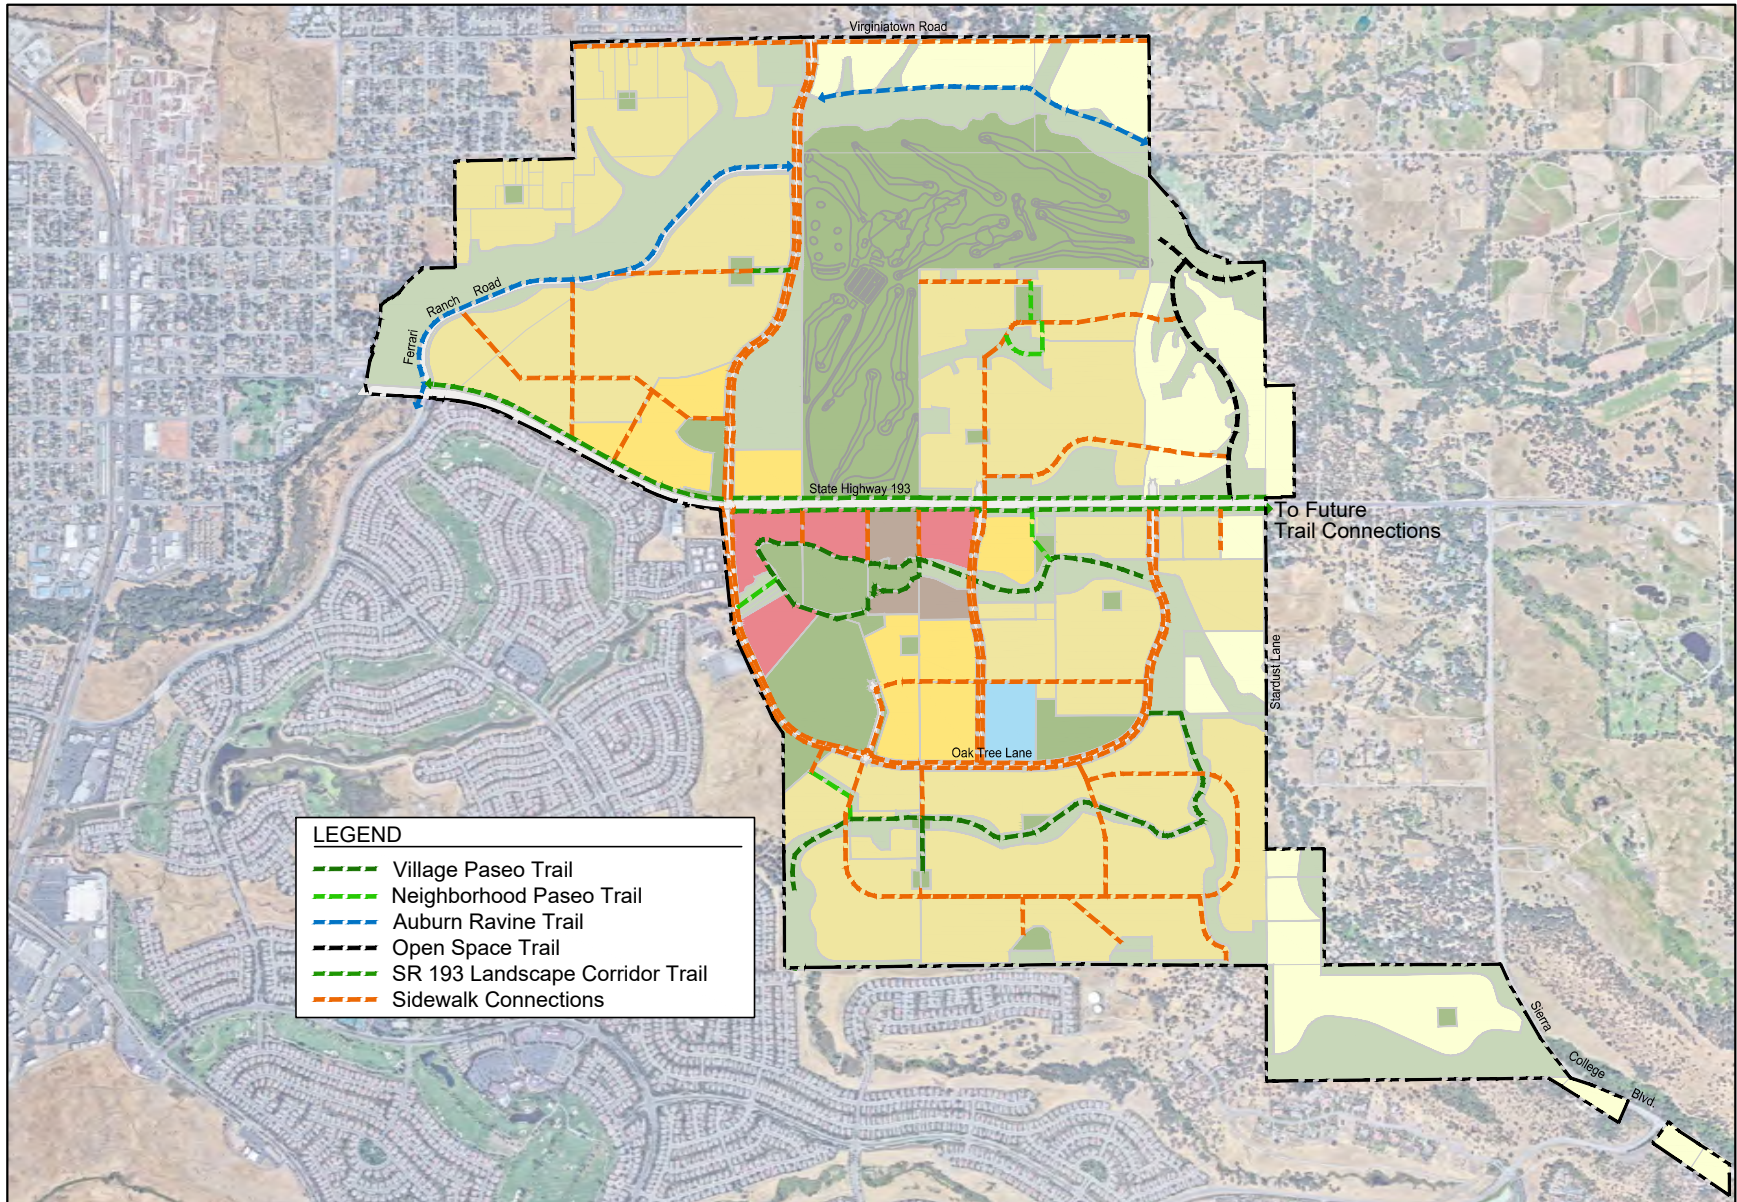 Virginiatown Road
Ranch Road
Ferrari
State Highway 193
To Future
Trail Connections
Stardust Lane
Oak Tree Lane
LEGEND
Village Paseo Trail
Neighborhood Paseo Trail
Auburn Ravine Trail
Open Space Trail
SR 193 Landscape Corridor Trail
Sidewalk Connections
Sierra
College
Blvd.